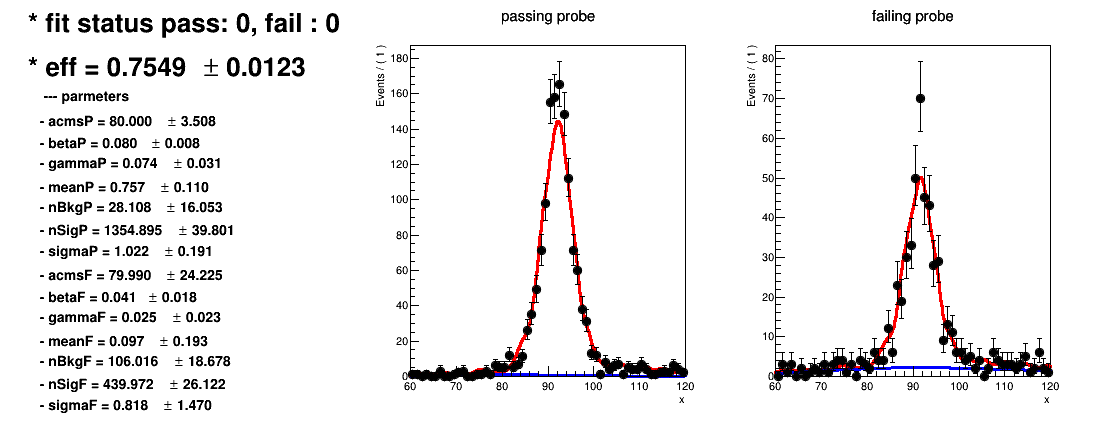 * fit status pass: 0, fail : 0
* eff = 0.7549 ± 0.0123
--- parmeters
- acmsP = 80.000 ± 3.508
- betaP = 0.080 ± 0.008
- gammaP = 0.074 ± 0.031
- meanP = 0.757 ± 0.110
- nBkgP = 28.108 ± 16.053
- nSigP = 1354.895 ± 39.801
- sigmaP = 1.022 ± 0.191
- acmsF = 79.990 ± 24.225
- betaF = 0.041 ± 0.018
- gammaF = 0.025 ± 0.023
- meanF = 0.097 ± 0.193
- nBkgF = 106.016 ± 18.678
- nSigF = 439.972 ± 26.122
- sigmaF = 0.818 ± 1.470
passing probe
Events / ( 1 )
180
160
140
120
100
80
60
40
20
0
60 70 80 90 100 110 120
x
failing probe
Events / ( 1 )
80
70
60
50
40
30
20
10
0
60 70 80 90 100 110 120
x